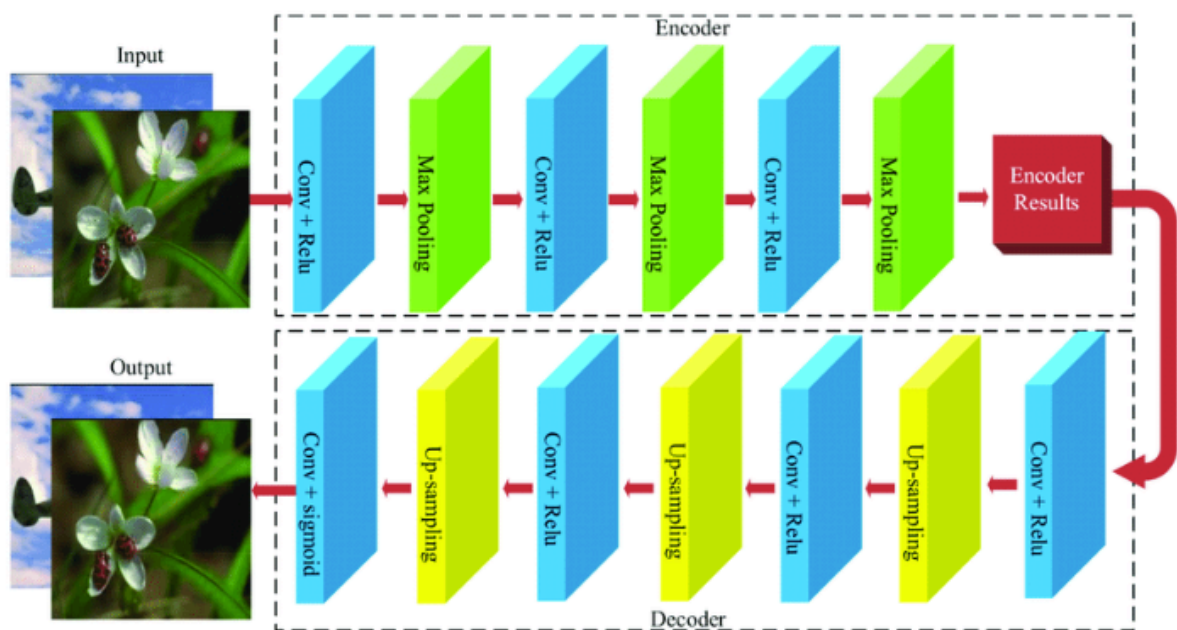 Encoder
Input
Conv + Relu
Max Pooling
Conv + Relu
Max Pooling
Conv + Relu
Max Pooling
Encoder
Results
Output
Conv + sigmoid
Up-sampling
Conv + Relu
Up-sampling
Conv + Relu
Up-sampling
Conv + Relu
Decoder